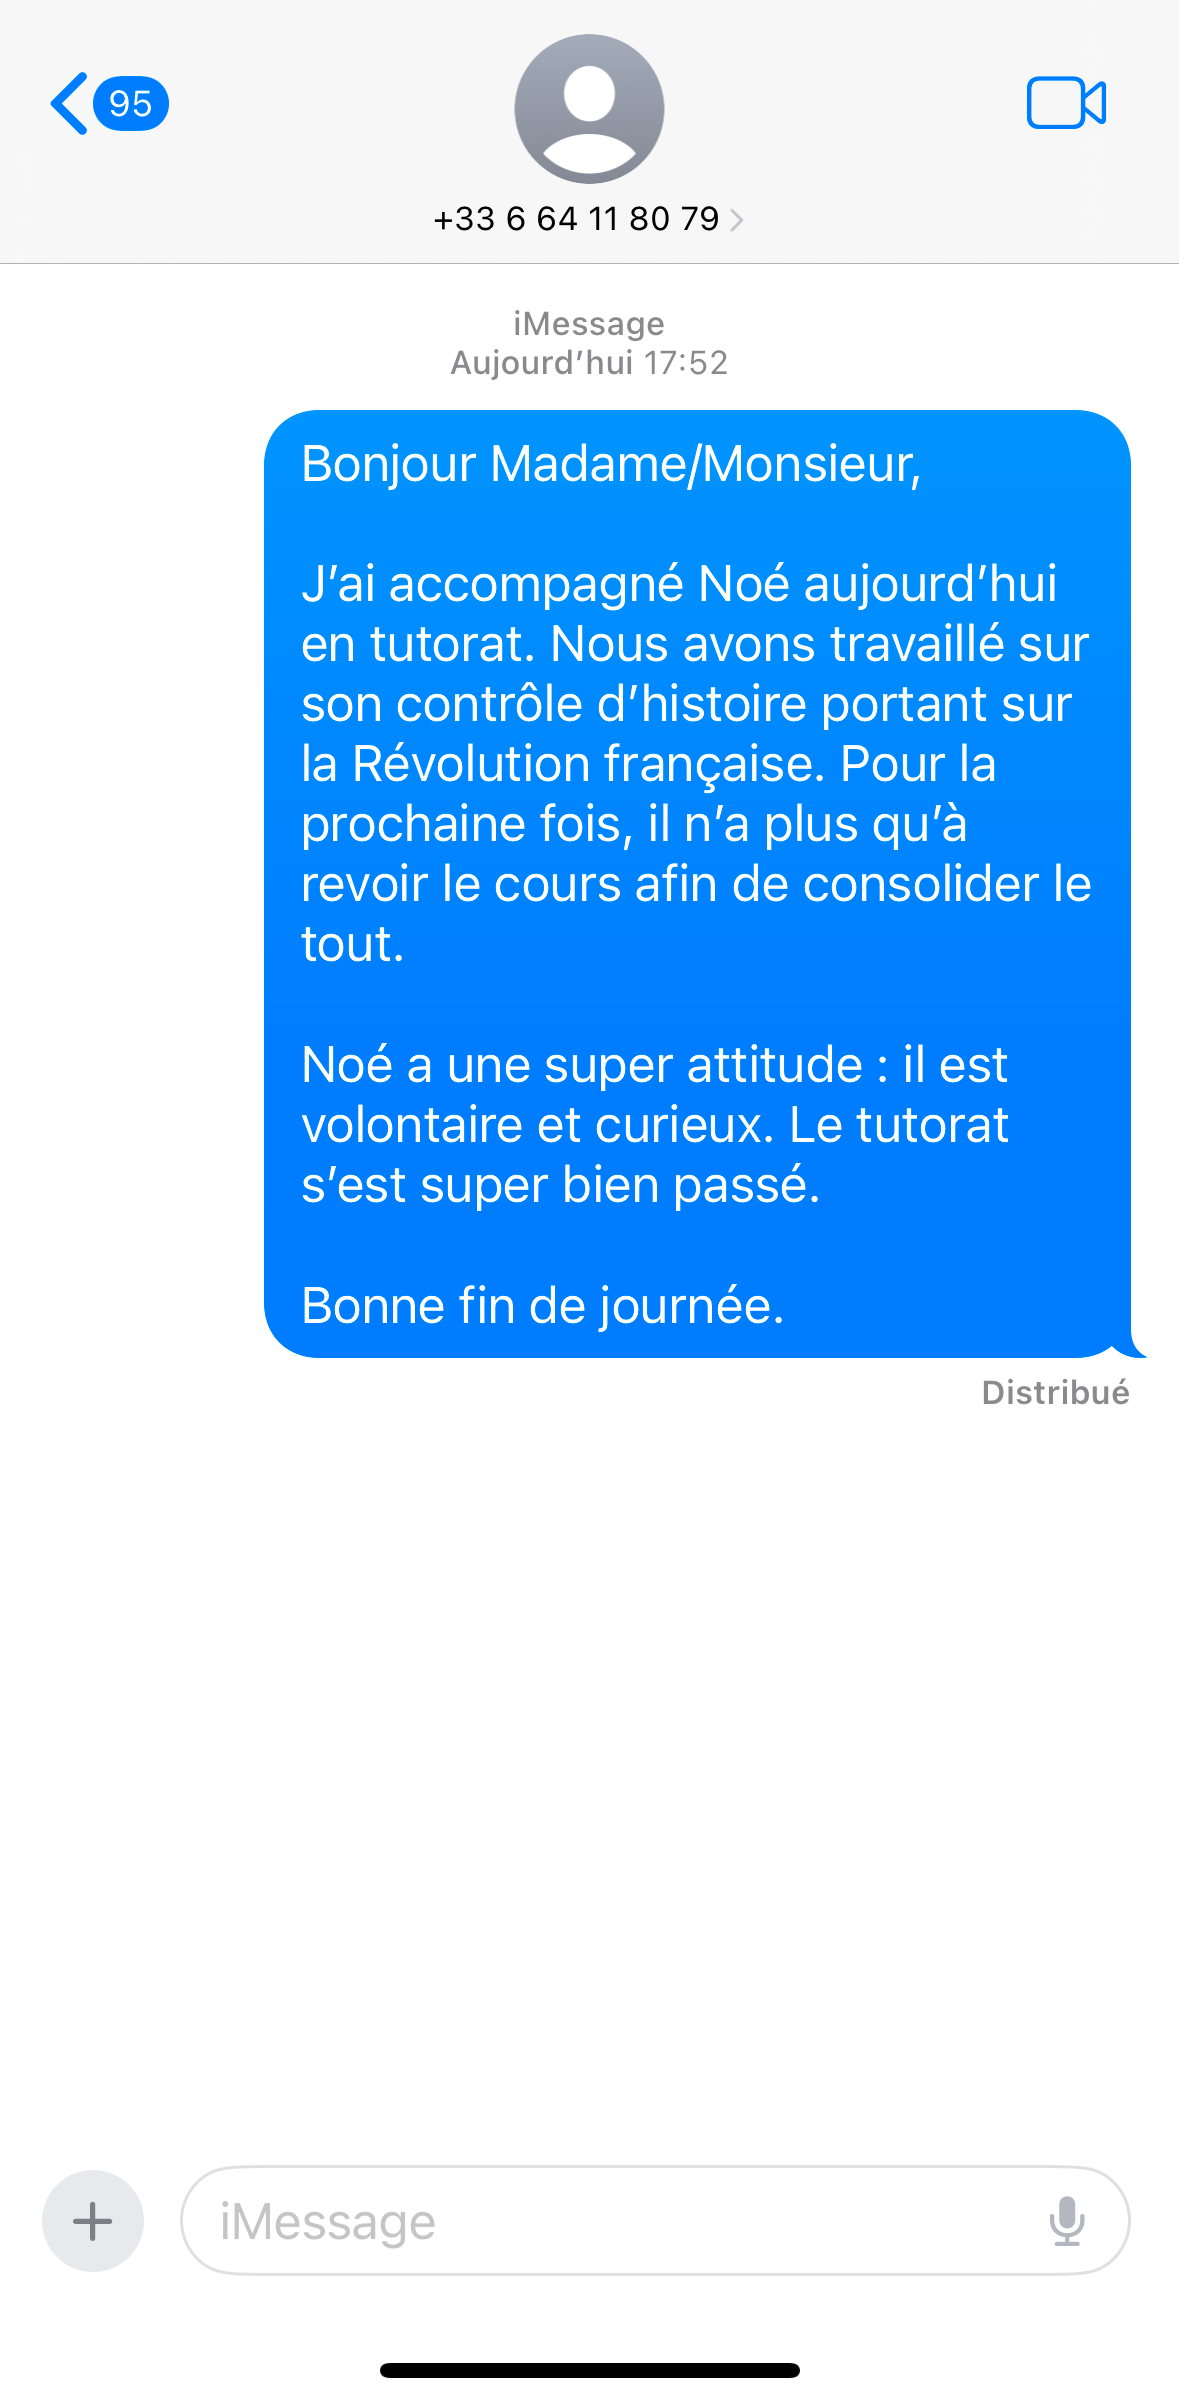 95
+33 6 64 11 80 79
iMessage
Aujourd’hui 17:52
Bonjour Madame/Monsieur,
J’ai accompagné Noé aujourd’hui
en tutorat. Nous avons travaillé sur
son contrôle d’histoire portant sur
la Révolution française. Pour la
prochaine fois, il n’a plus qu’à
revoir le cours afin de consolider le
tout.
Noé a une super attitude : il est
volontaire et curieux. Le tutorat
s’est super bien passé.
Bonne fin de journée.
Distribué
iMessage